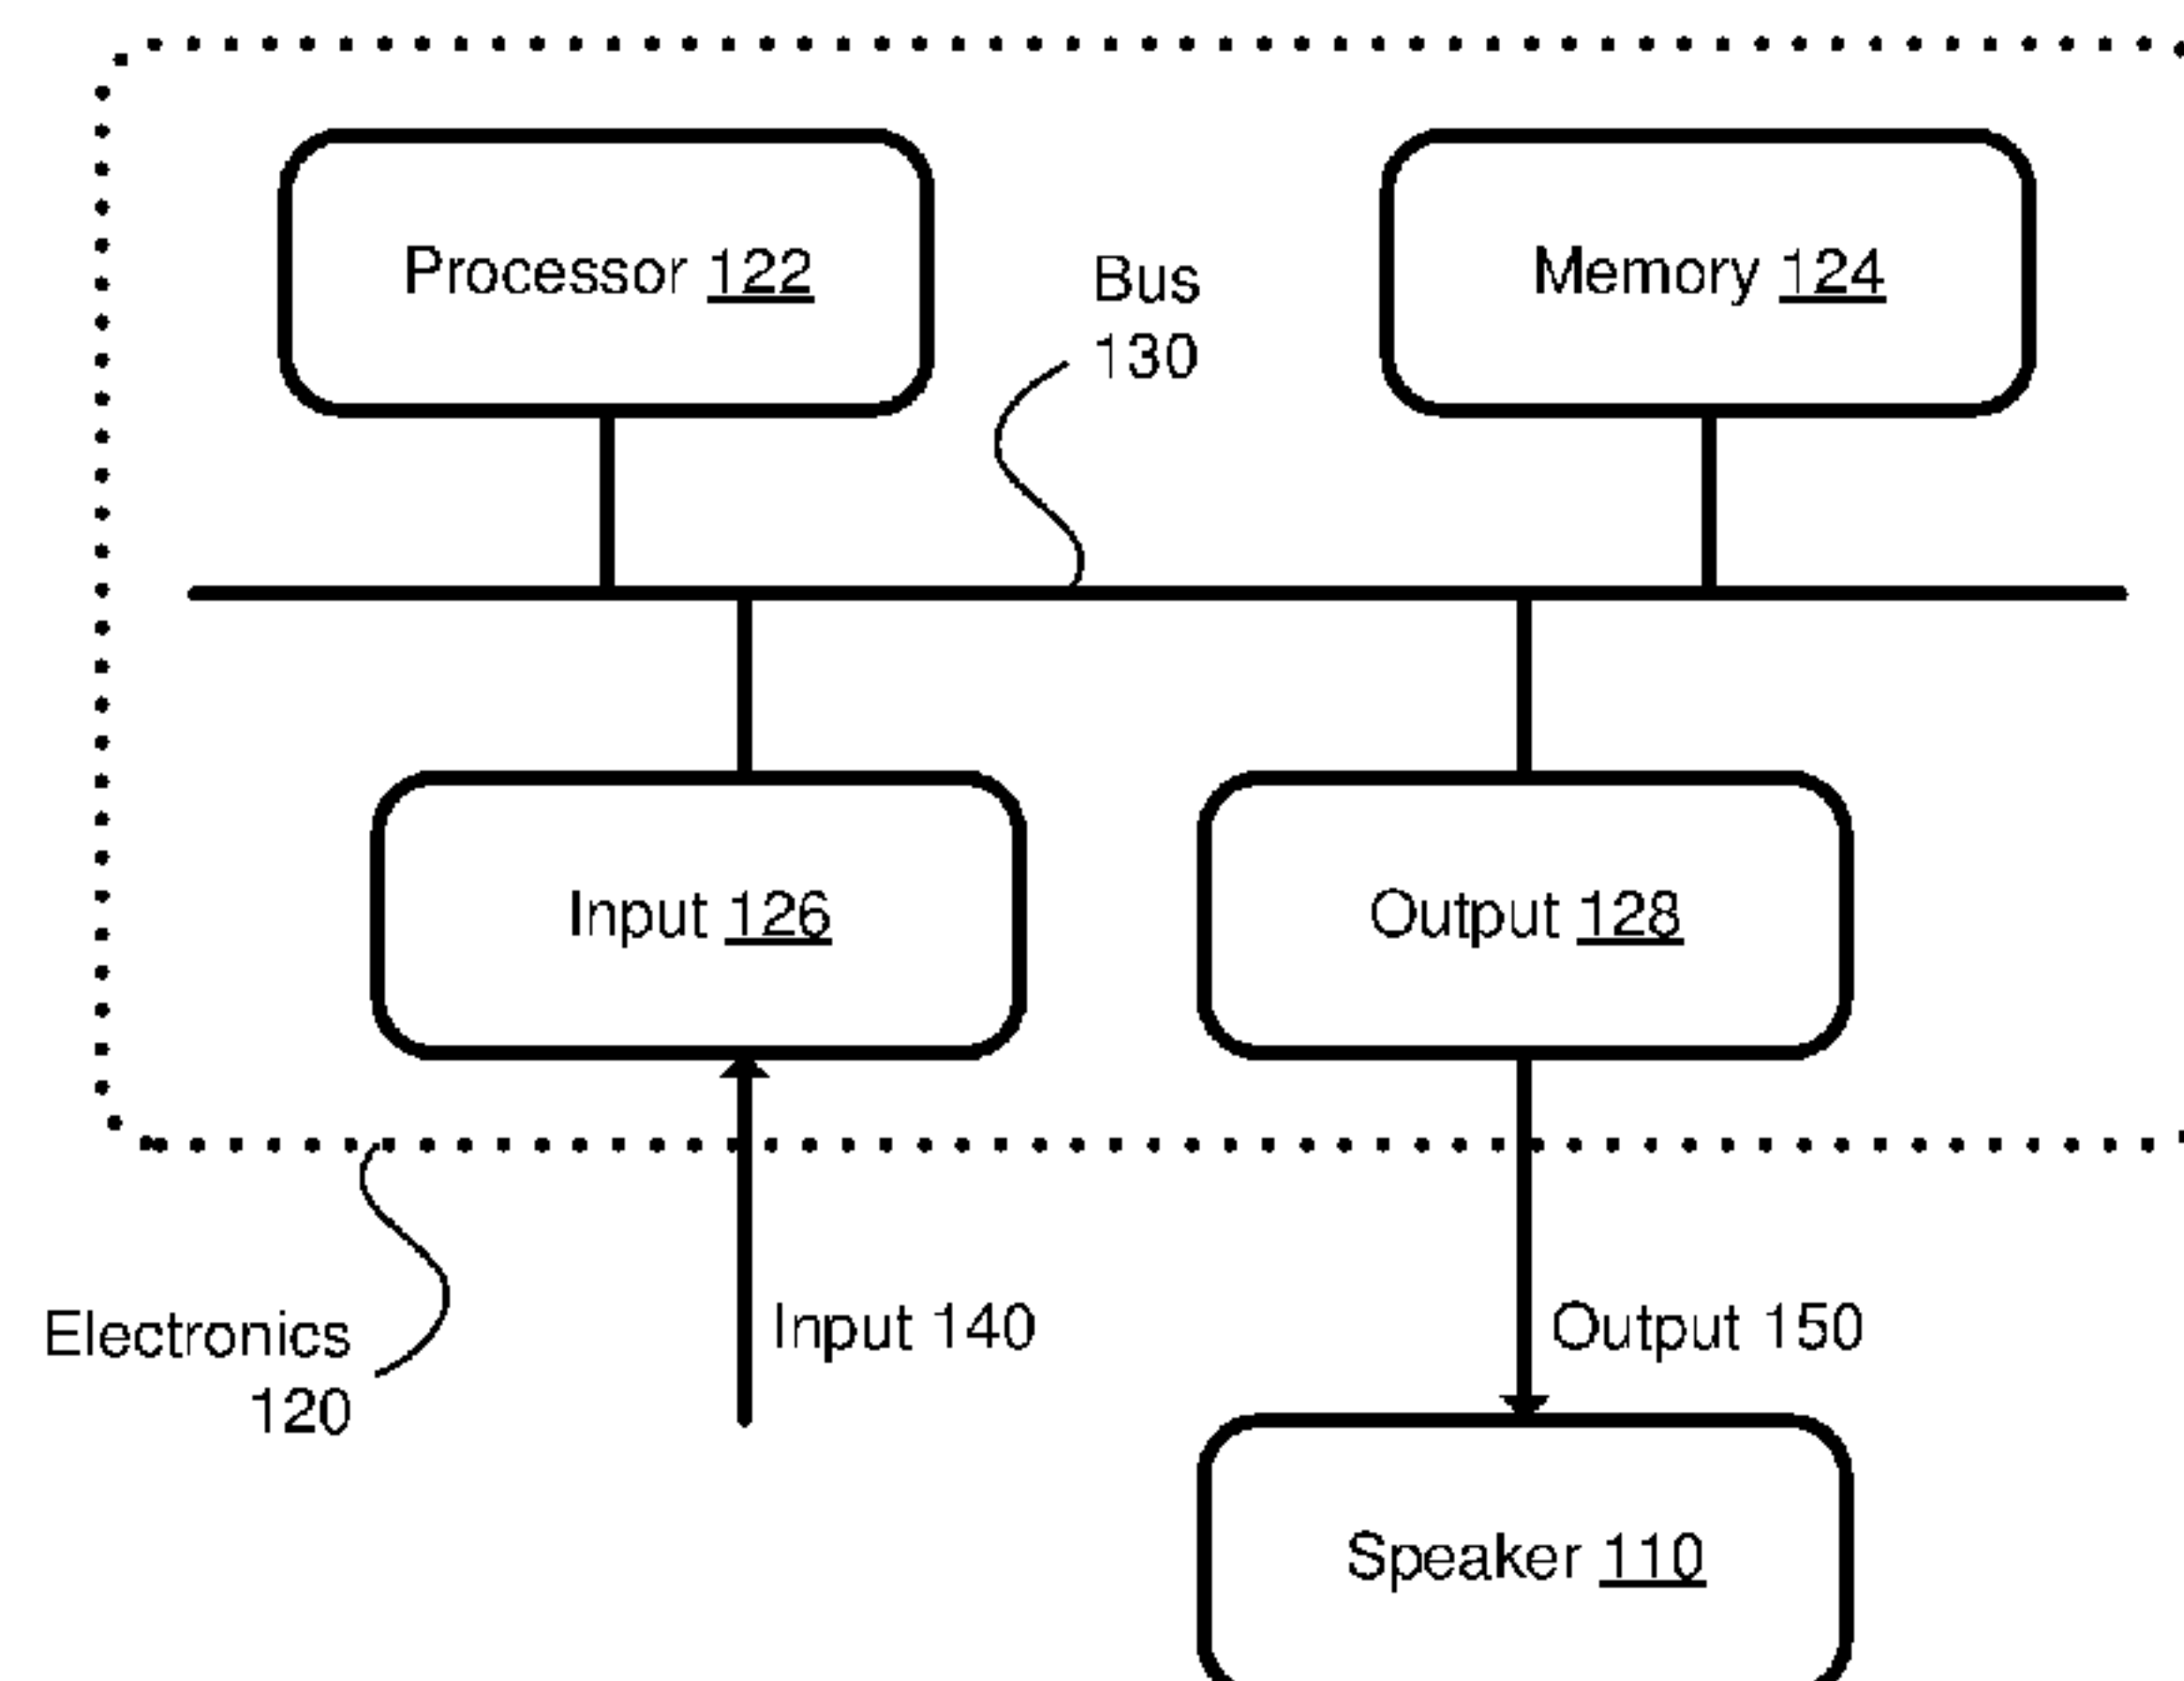 Processor 122
Bus
130
Memory 124
Input 126
Output 128
Electronics
120
Input 140
Output 150
Speaker 110